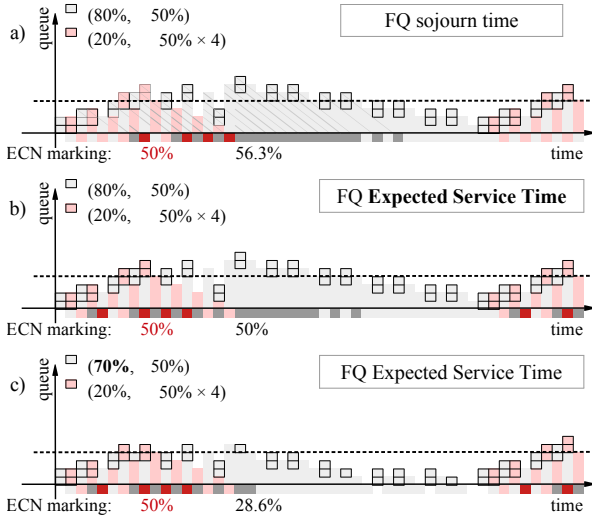 a)
queue
(80%, 50%)
(20%, 50% × 4)
FQ sojourn time
ECN marking: 50% 56.3% time
b)
queue
(80%, 50%)
(20%, 50% × 4)
FQ Expected Service Time
ECN marking: 50% 50% time
c)
queue
(70%, 50%)
(20%, 50% × 4)
FQ Expected Service Time
ECN marking: 50% 28.6% time